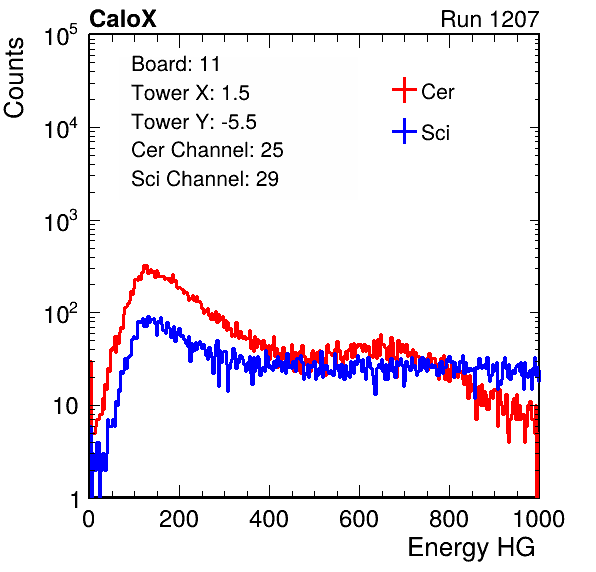 CaloX Run 1207
Counts
10^5
10^4
10^3
10^2
10
1
Board: 11
Tower X: 1.5
Tower Y: -5.5
Cer Channel: 25
Sci Channel: 29
Cer
Sci
0 200 400 600 800 1000
Energy HG